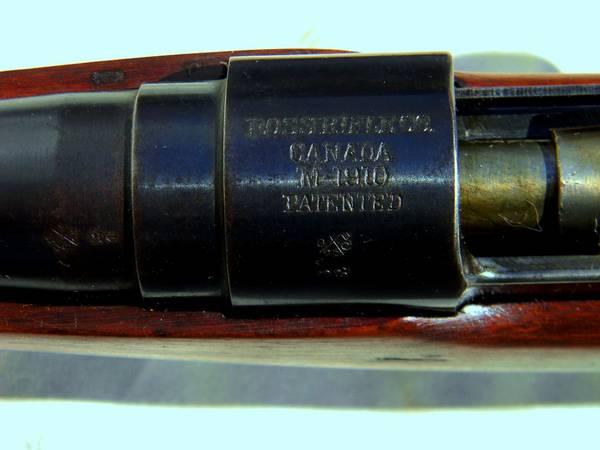 ROSS RIFLE CO.
CANADA
M-1910
PATENTED